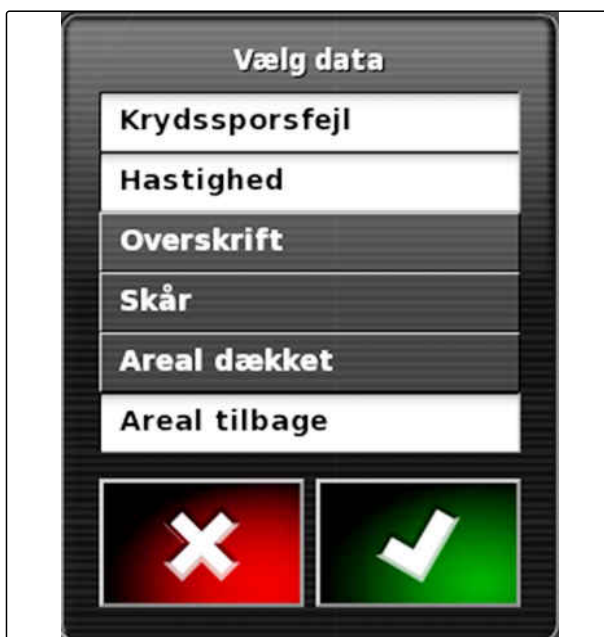 Vælg data
Krydssporsfejl
Hastighed
Overskrift
Skår
Areal dækket
Areal tilbage